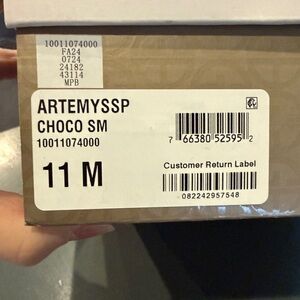 10011074000
FA24
0724
24182
43114
MPB
ARTEMYSSP
CHOCO SM
10011074000
11 M
7 66380 52595 2
Customer Return Label
082242957548